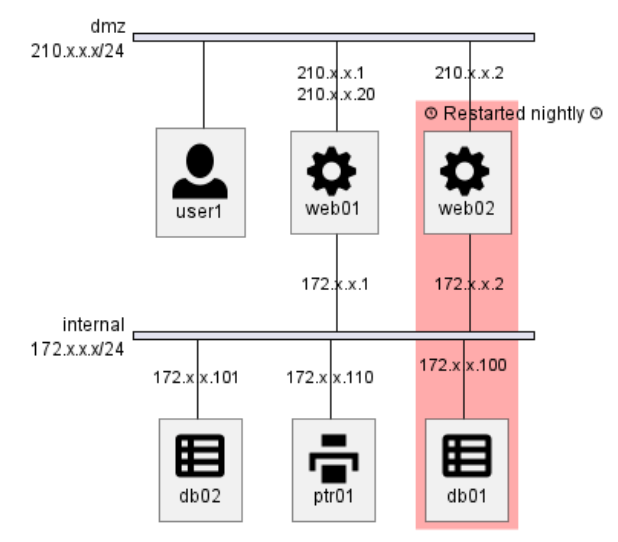 dmz
210.x.x.x/24
210.x.x.1
210.x.x.20
210.x.x.2
Restarted nightly
user1
web01
web02
172.x.x.1
172.x.x.2
internal
172.x.x.x/24
172.x.x.101
172.x.x.110
172.x.x.100
db02
ptr01
db01